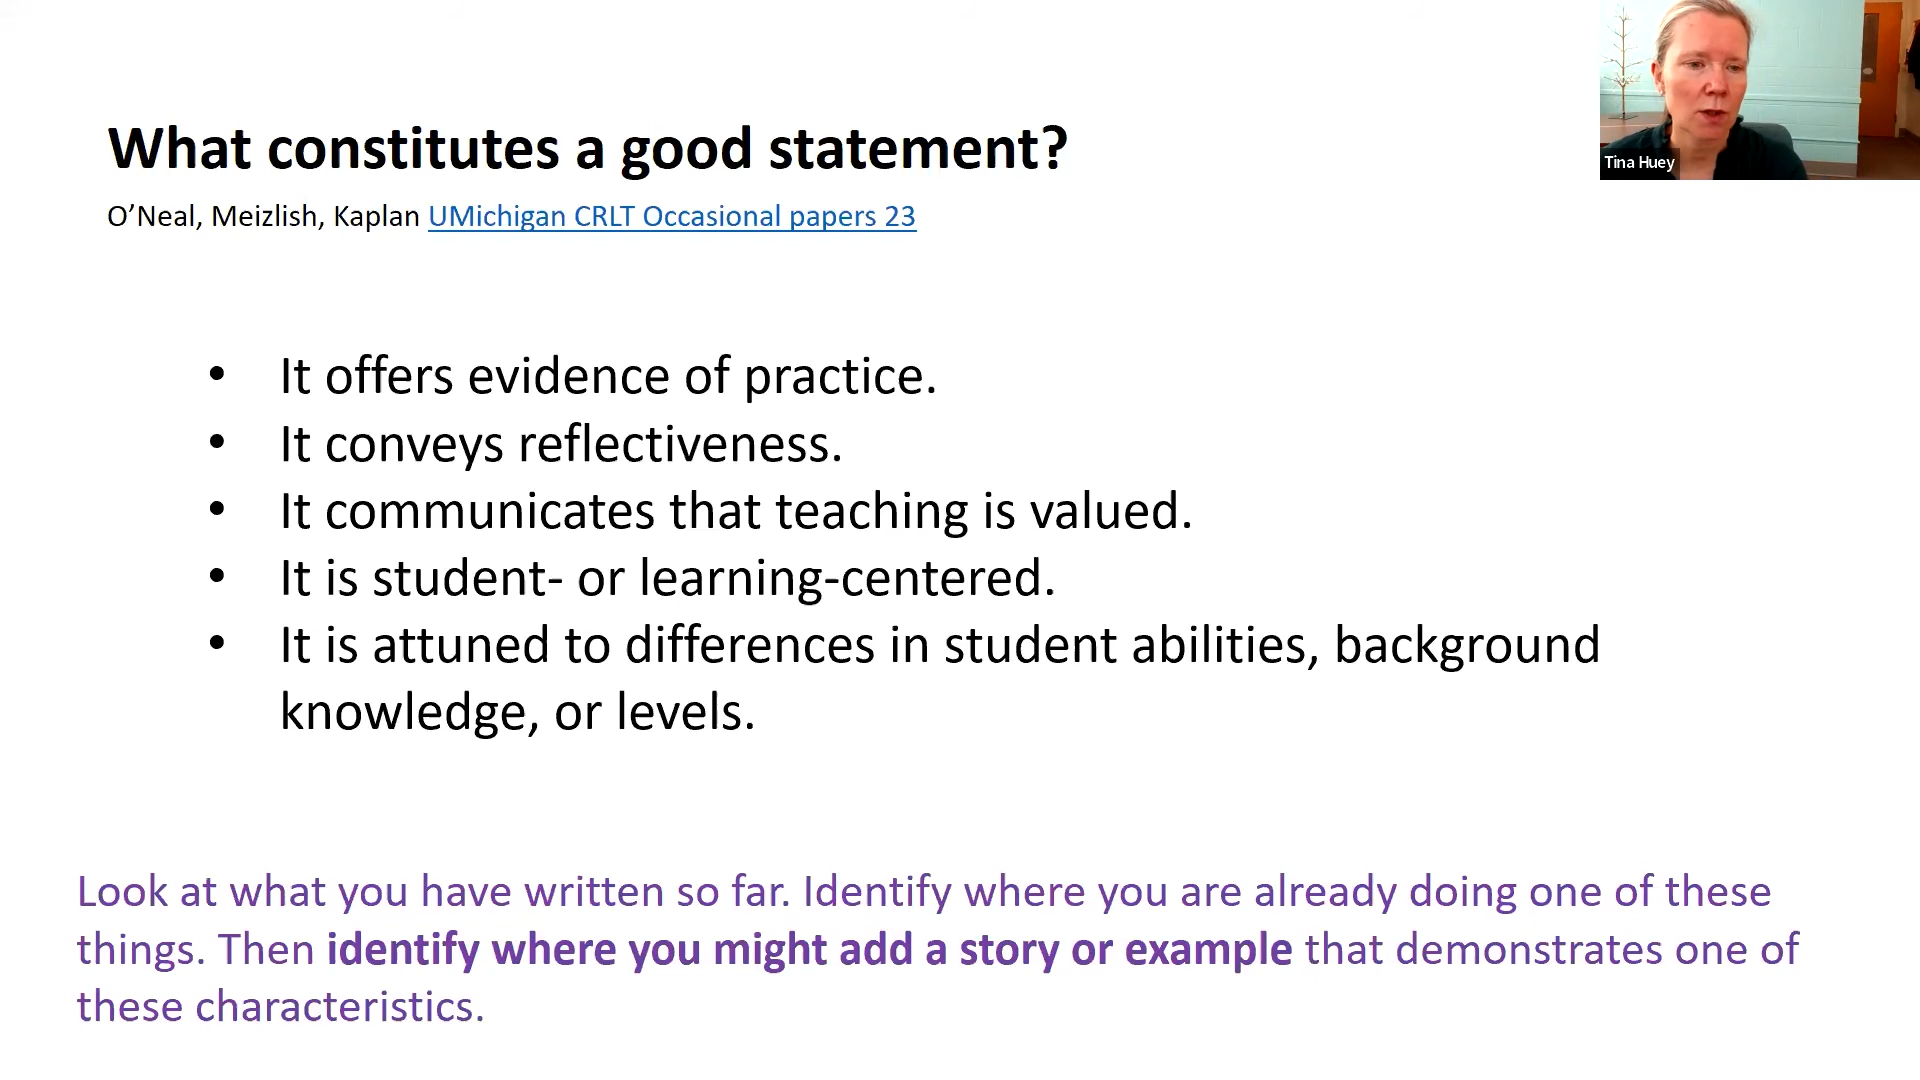 What constitutes a good statement?
O’Neal, Meizlish, Kaplan UMichigan CRLT Occasional papers 23
• It offers evidence of practice.
• It conveys reflectiveness.
• It communicates that teaching is valued.
• It is student- or learning-centered.
• It is attuned to differences in student abilities, background
knowledge, or levels.
Look at what you have written so far. Identify where you are already doing one of these
things. Then identify where you might add a story or example that demonstrates one of
these characteristics.
Tina Huey